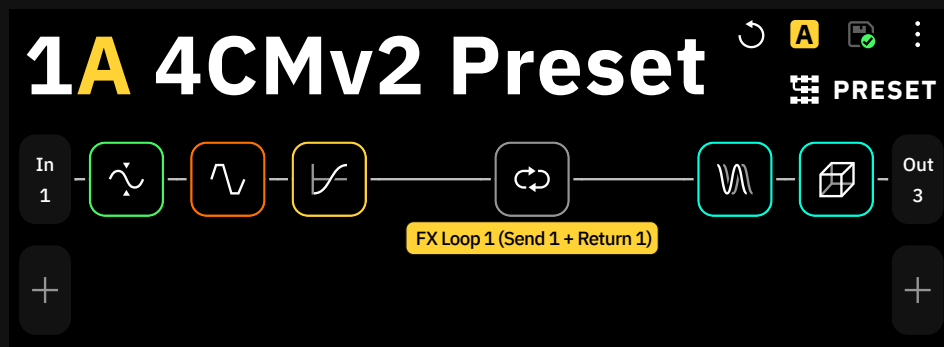 1A 4CMv2 Preset
A
PRESET
In
1
Out
3
FX Loop 1 (Send 1 + Return 1)